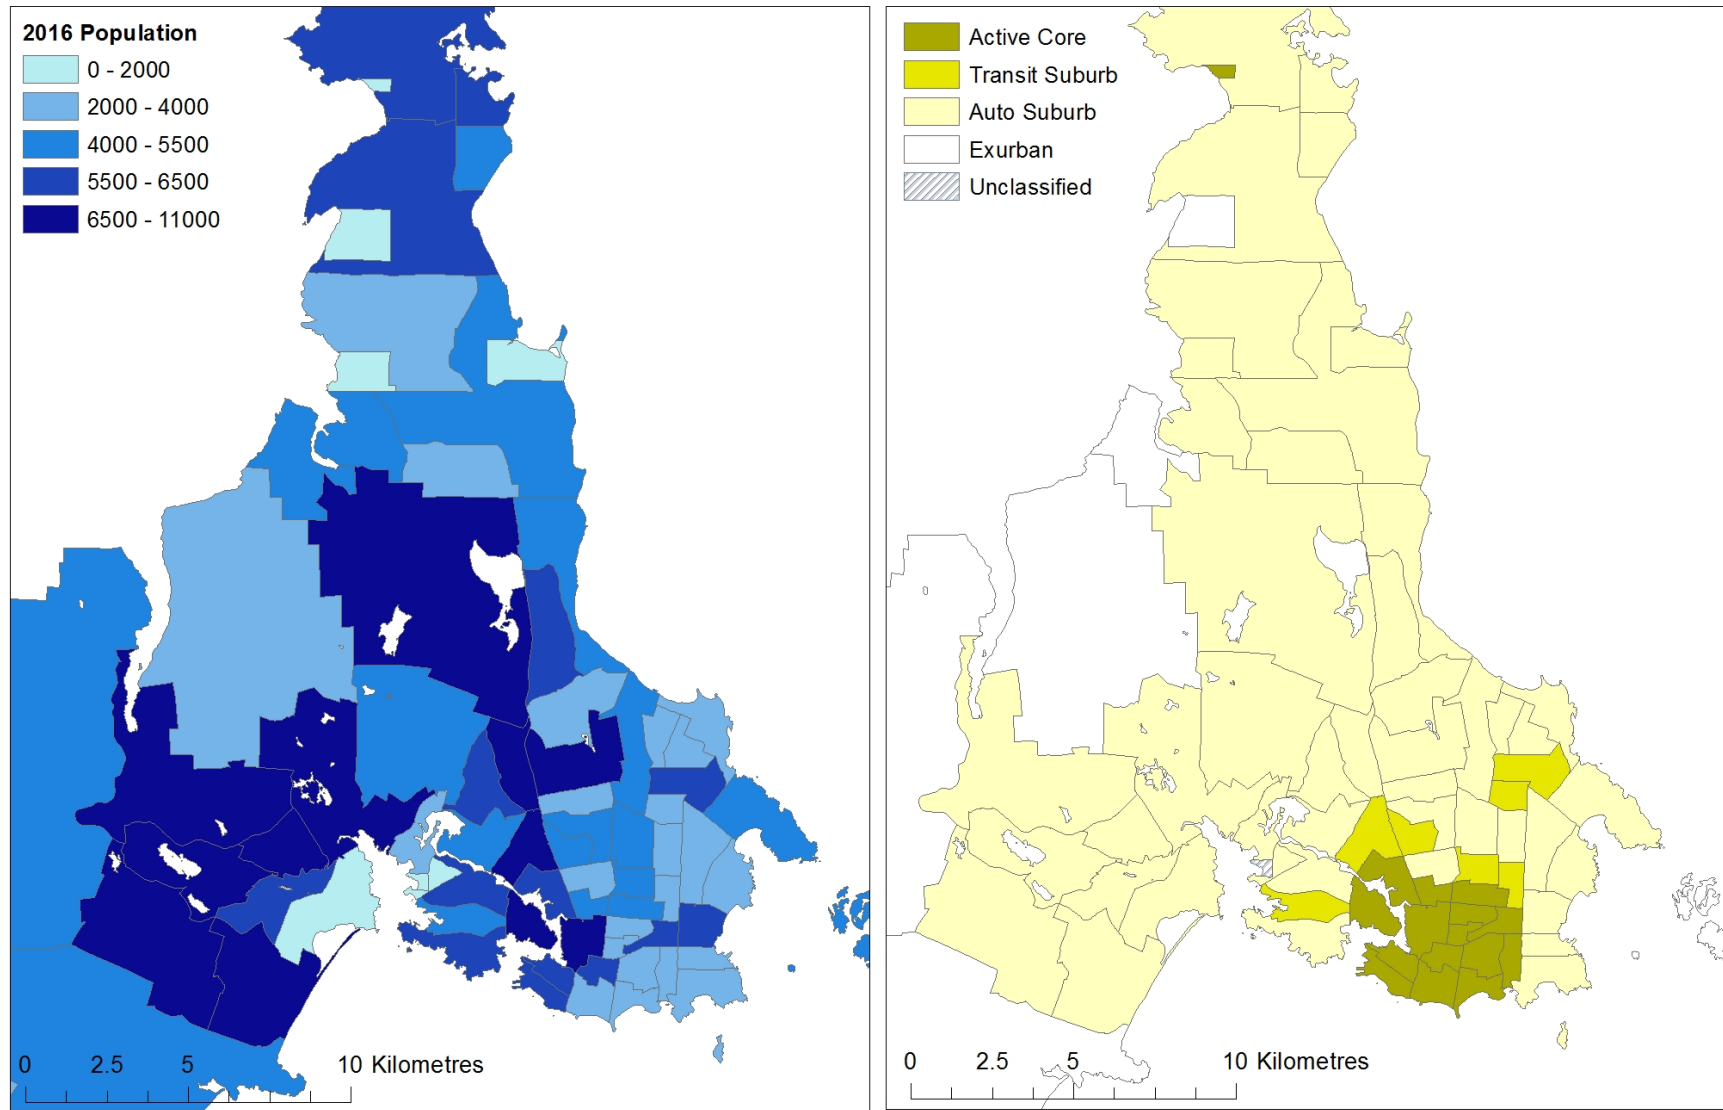 2016 Population
0 - 2000
2000 - 4000
4000 - 5500
5500 - 6500
6500 - 11000
0 2.5 5 10 Kilometres
Active Core
Transit Suburb
Auto Suburb
Exurban
Unclassified
0 2.5 5 10 Kilometres